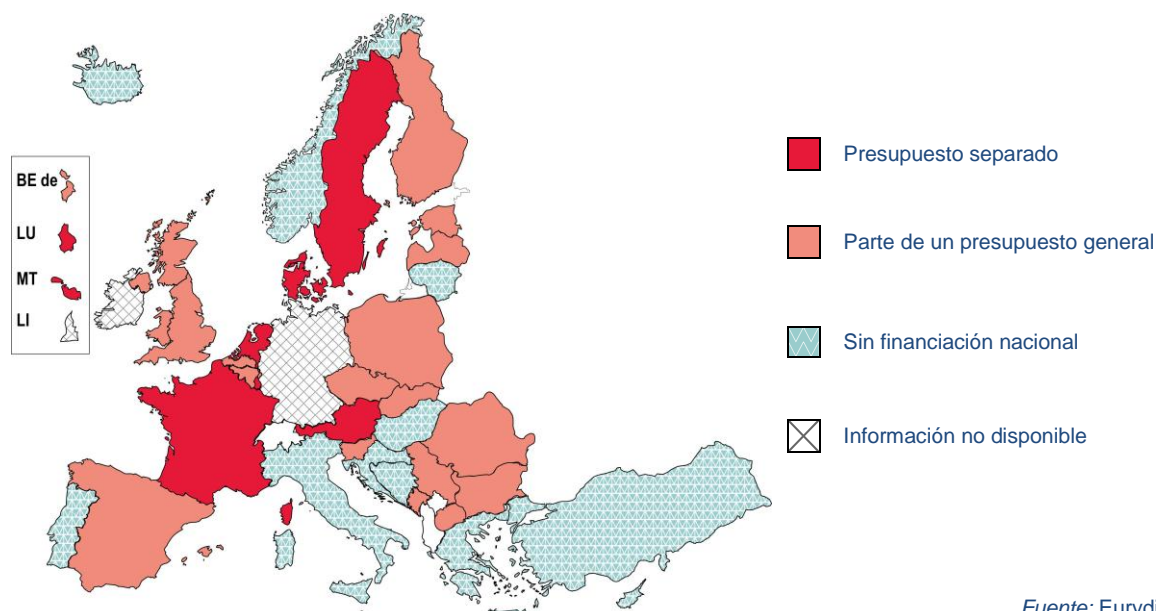 BE de
LU
MT
LI
Presupuesto separado
Parte de un presupuesto general
Sin financiación nacional
Información no disponible
Fuente: Eurydi